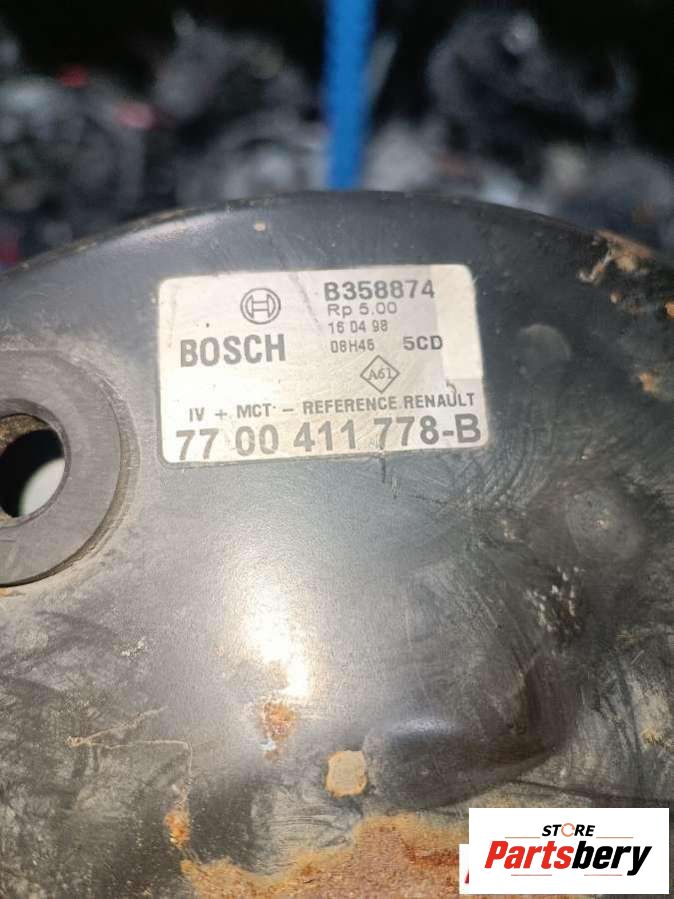 B358874
Rp 5.00
16 04 98
BOSCH
08H46 5CD
A61
IV + MCT - REFERENCE RENAULT
77 00 411 778-B
STORE
Partsbery